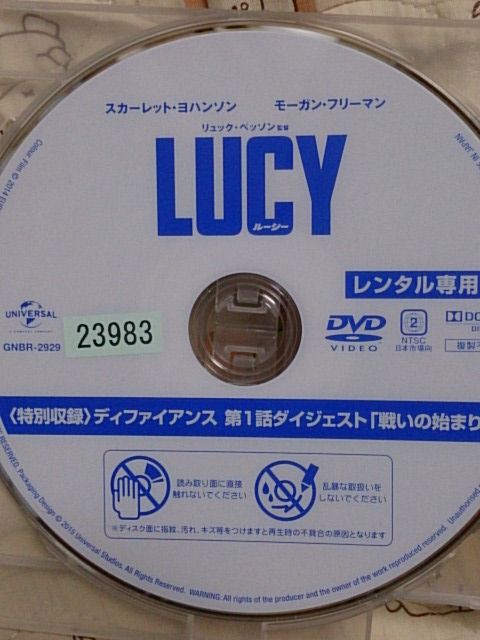 スカーレット・ヨハンソン モーガン・フリーマン
リュック・ベッソン監督
LUCY
ルーシー
レンタル専用
UNIVERSAL
GNBR-2929
23983
DVD
VIDEO
2
NTSC
日本市場向
〈特別収録〉ディファイアンス 第1話ダイジェスト「戦いの始まり
読み取り面に直接
触れないでください
乱暴な取扱いを
しないでください
※ディスク面に指紋、汚れ、キズ等をつけますと再生時の不具合の原因となります
Colour Film © 2014
RESERVED. Packaging Design © 2015 Universal Studios. All Rights Reserved. WARNING: All rights of the producer and the owner of the work reproduced reserved. Unauthorised
IN JAPAN